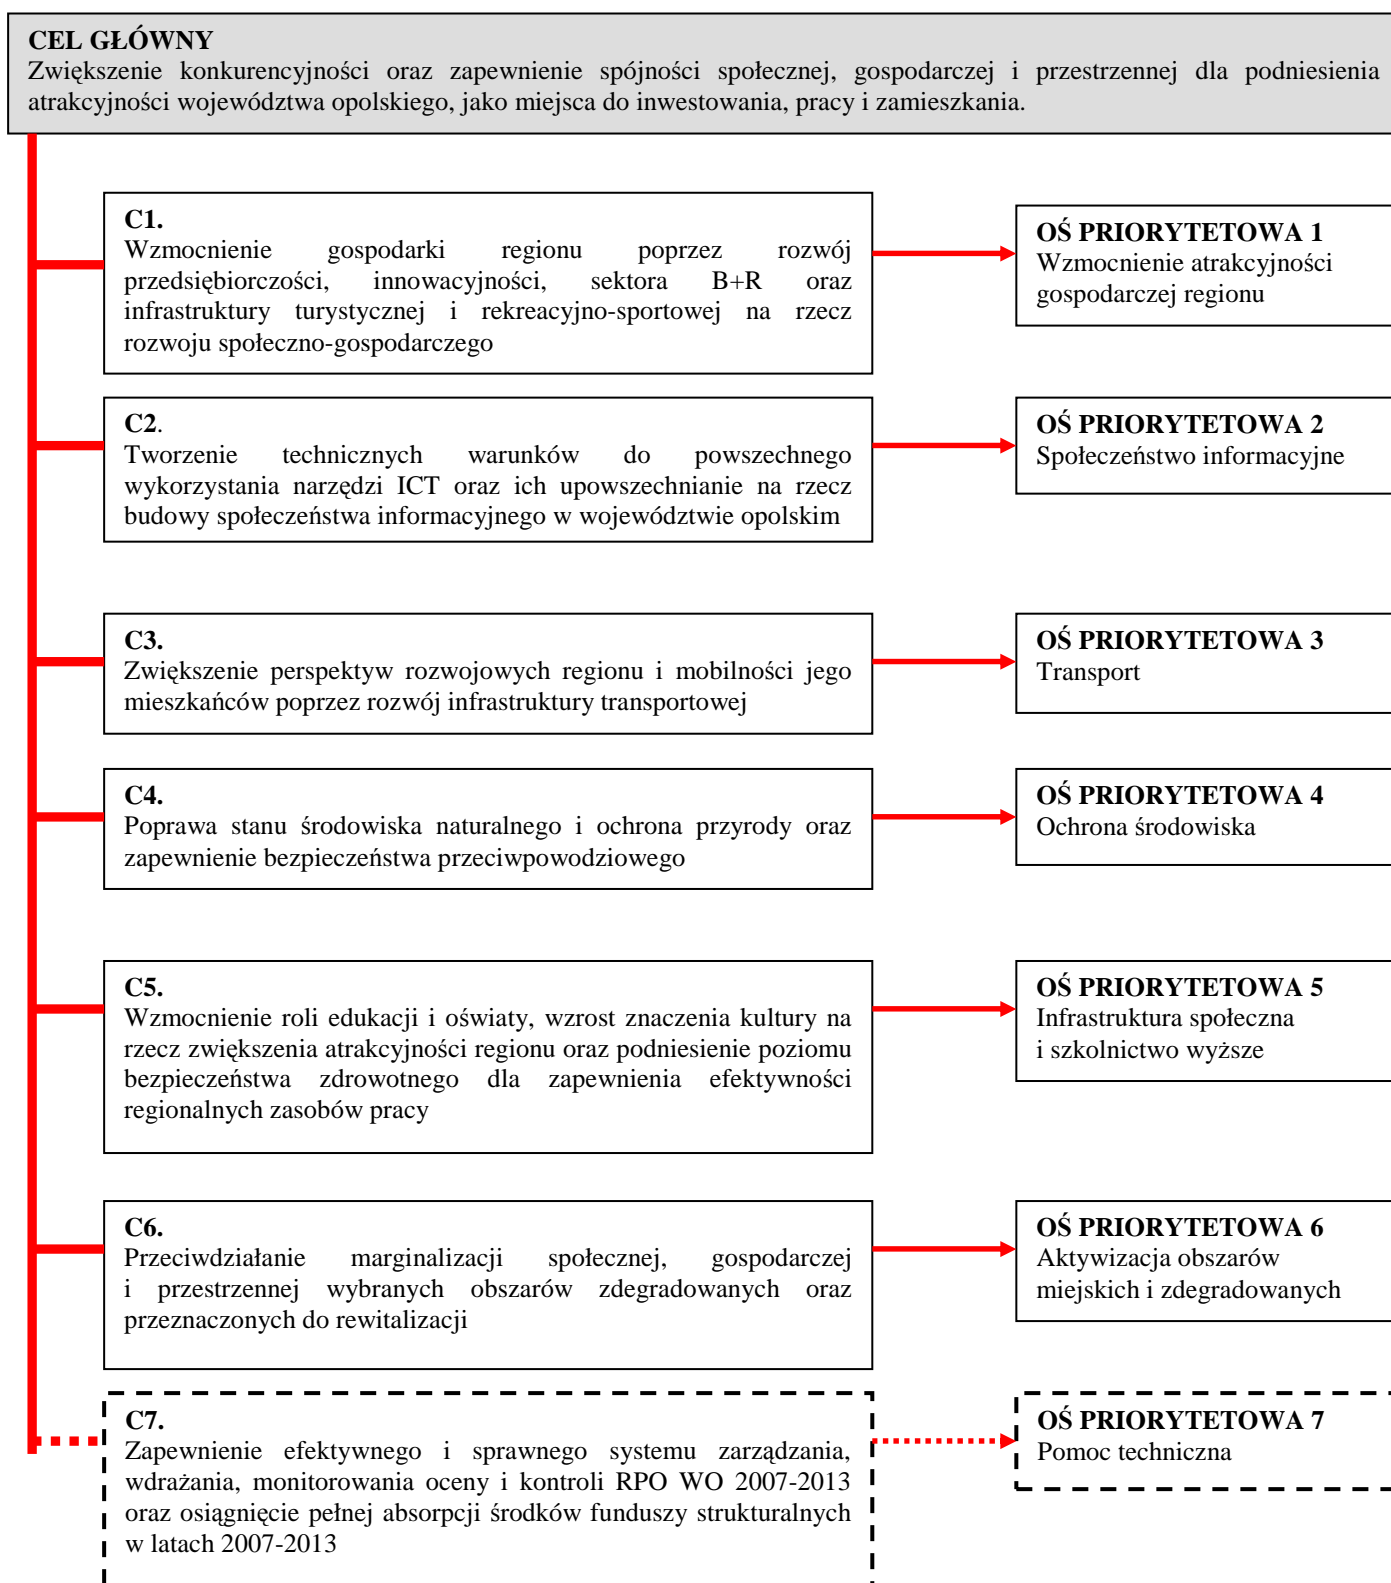 CEL GŁÓWNY
Zwiększenie konkurencyjności oraz zapewnienie spójności społecznej, gospodarczej i przestrzennej dla podniesienia
atrakcyjności województwa opolskiego, jako miejsca do inwestowania, pracy i zamieszkania.
C1.
Wzmocnienie gospodarki regionu poprzez rozwój
przedsiębiorczości, innowacyjności, sektora B+R oraz
infrastruktury turystycznej i rekreacyjno-sportowej na rzecz
rozwoju społeczno-gospodarczego
OŚ PRIORYTETOWA 1
Wzmocnienie atrakcyjności
gospodarczej regionu
C2.
Tworzenie technicznych warunków do powszechnego
wykorzystania narzędzi ICT oraz ich upowszechnianie na rzecz
budowy społeczeństwa informacyjnego w województwie opolskim
OŚ PRIORYTETOWA 2
Społeczeństwo informacyjne
C3.
Zwiększenie perspektyw rozwojowych regionu i mobilności jego
mieszkańców poprzez rozwój infrastruktury transportowej
OŚ PRIORYTETOWA 3
Transport
C4.
Poprawa stanu środowiska naturalnego i ochrona przyrody oraz
zapewnienie bezpieczeństwa przeciwpowodziowego
OŚ PRIORYTETOWA 4
Ochrona środowiska
C5.
Wzmocnienie roli edukacji i oświaty, wzrost znaczenia kultury na
rzecz zwiększenia atrakcyjności regionu oraz podniesienie poziomu
bezpieczeństwa zdrowotnego dla zapewnienia efektywności
regionalnych zasobów pracy
OŚ PRIORYTETOWA 5
Infrastruktura społeczna
i szkolnictwo wyższe
C6.
Przeciwdziałanie marginalizacji społecznej, gospodarczej
i przestrzennej wybranych obszarów zdegradowanych oraz
przeznaczonych do rewitalizacji
OŚ PRIORYTETOWA 6
Aktywizacja obszarów
miejskich i zdegradowanych
C7.
Zapewnienie efektywnego i sprawnego systemu zarządzania,
wdrażania, monitorowania oceny i kontroli RPO WO 2007-2013
oraz osiągnięcie pełnej absorpcji środków funduszy strukturalnych
w latach 2007-2013
OŚ PRIORYTETOWA 7
Pomoc techniczna